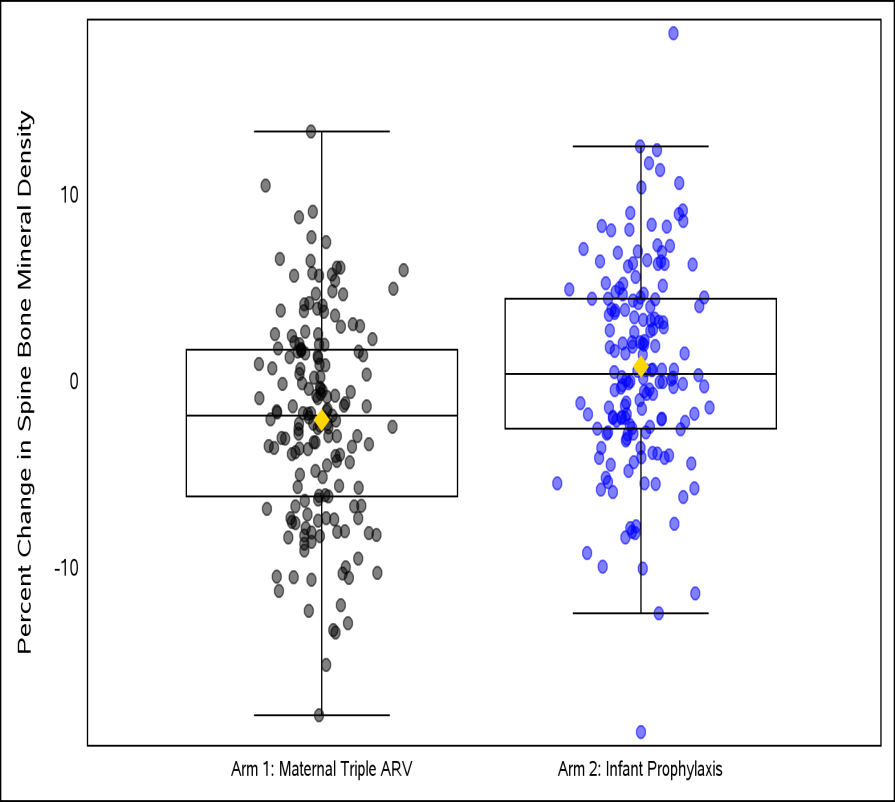 Percent Change in Spine Bone Mineral Density
10
0
-10
Arm 1: Maternal Triple ARV
Arm 2: Infant Prophylaxis